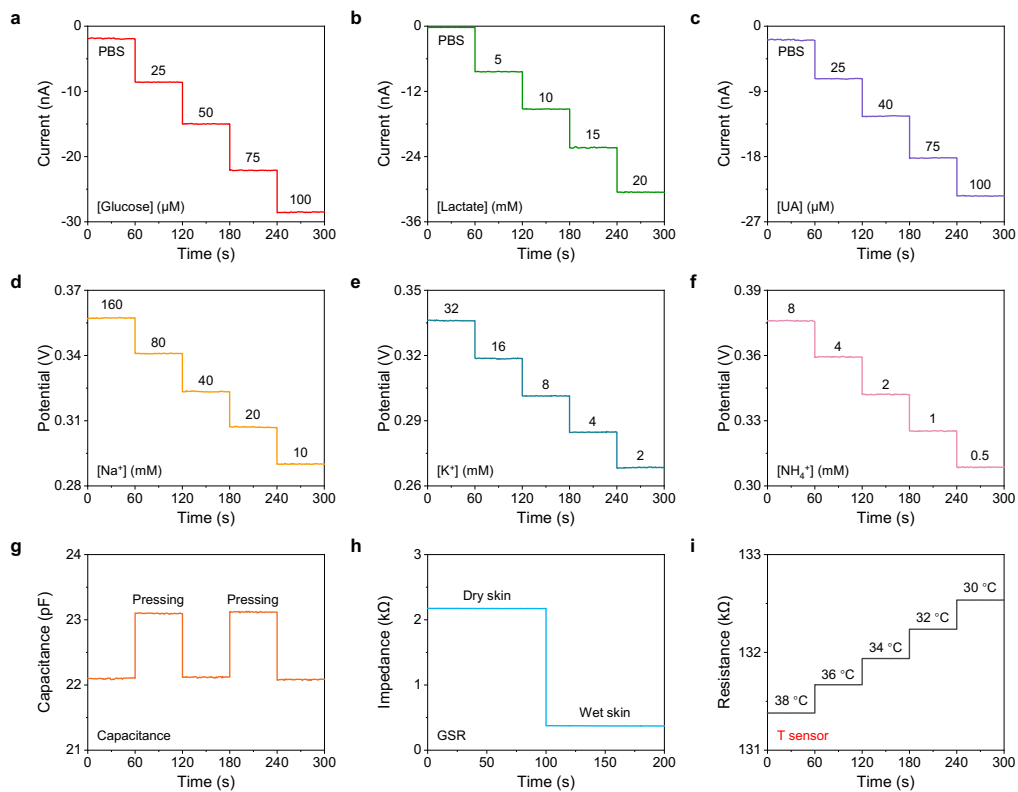 a
0
-10
-20
-30
Current (nA)
PBS
25
50
75
100
[Glucose] (µM)
0 60 120 180 240 300
Time (s)
b
0
-12
-24
-36
Current (nA)
PBS
5
10
15
20
[Lactate] (mM)
0 60 120 180 240 300
Time (s)
c
0
-9
-18
-27
Current (nA)
PBS
25
40
75
100
[UA] (µM)
0 60 120 180 240 300
Time (s)
d
0.37
0.34
0.31
0.28
Potential (V)
160
80
40
20
10
[Na⁺] (mM)
0 60 120 180 240 300
Time (s)
e
0.35
0.32
0.29
0.26
Potential (V)
32
16
8
4
2
[K⁺] (mM)
0 60 120 180 240 300
Time (s)
f
0.39
0.36
0.33
0.30
Potential (V)
8
4
2
1
0.5
[NH₄⁺] (mM)
0 60 120 180 240 300
Time (s)
g
24
23
22
21
Capacitance (pF)
Pressing Pressing
Capacitance
0 60 120 180 240 300
Time (s)
h
3
2
1
0
Impedance (kΩ)
Dry skin
Wet skin
GSR
0 50 100 150 200
Time (s)
i
133
132
131
Resistance (kΩ)
30 °C
32 °C
34 °C
36 °C
38 °C
T sensor
0 60 120 180 240 300
Time (s)